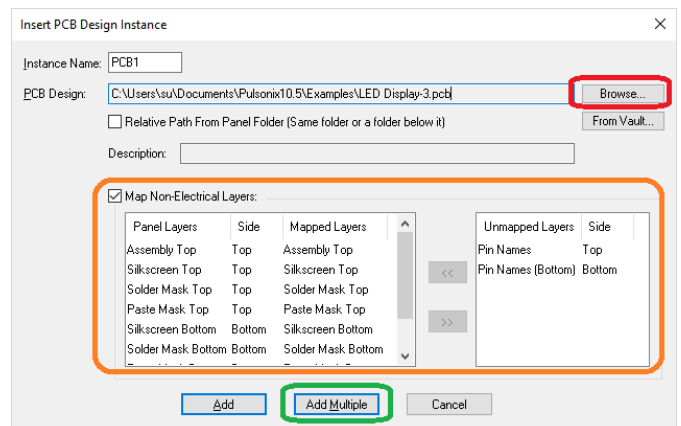 Insert PCB Design Instance
Instance Name: PCB1
PCB Design: C:\Users\su\Documents\Pulsonix10.5\Examples\LED Display-3.pcb Browse...
Relative Path From Panel Folder (Same folder or a folder below it) From Vault...
Description:
Map Non-Electrical Layers:
Panel Layers Side Mapped Layers Unmapped Layers Side
Assembly Top Top Assembly Top Pin Names Top
Silkscreen Top Top Silkscreen Top << Pin Names (Bottom) Bottom
Solder Mask Top Top Solder Mask Top
Paste Mask Top Top Paste Mask Top
Silkscreen Bottom Bottom Silkscreen Bottom >>
Solder Mask Bottom Bottom Solder Mask Bottom
Add Add Multiple Cancel